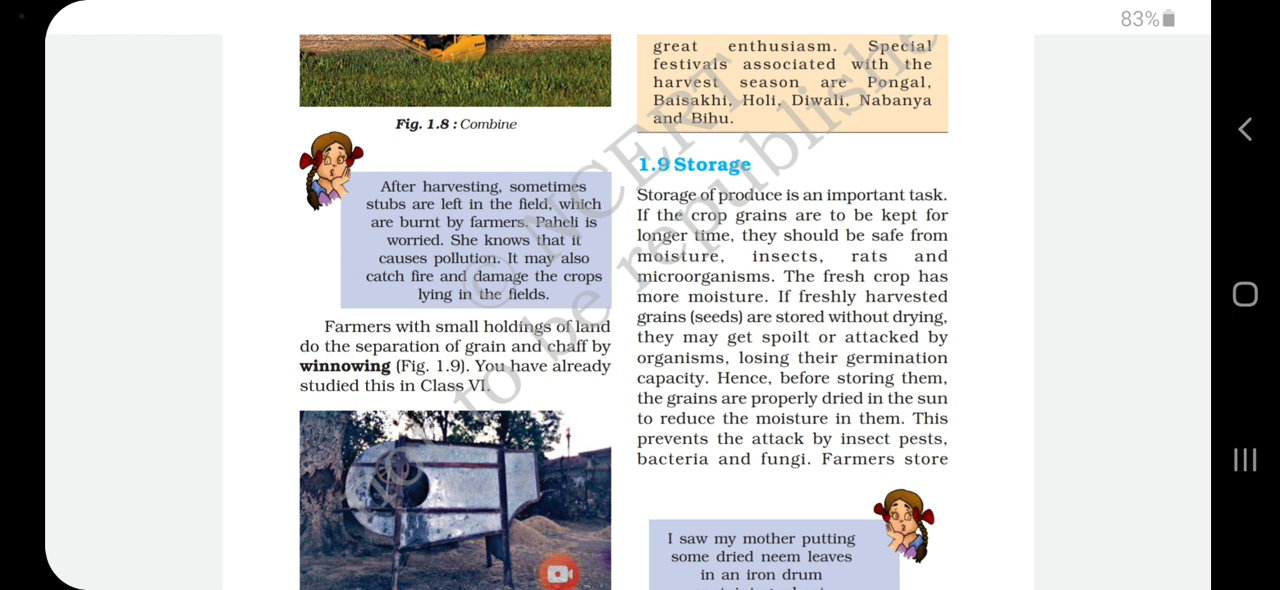 83%
Fig. 1.8 : Combine
After harvesting, sometimes
stubs are left in the field, which
are burnt by farmers. Paheli is
worried. She knows that it
causes pollution. It may also
catch fire and damage the crops
lying in the fields.
Farmers with small holdings of land
do the separation of grain and chaff by
winnowing (Fig. 1.9). You have already
studied this in Class VI.
great enthusiasm. Special
festivals associated with the
harvest season are Pongal,
Baisakhi, Holi, Diwali, Nabanya
and Bihu.
1.9 Storage
Storage of produce is an important task.
If the crop grains are to be kept for
longer time, they should be safe from
moisture, insects, rats and
microorganisms. The fresh crop has
more moisture. If freshly harvested
grains (seeds) are stored without drying,
they may get spoilt or attacked by
organisms, losing their germination
capacity. Hence, before storing them,
the grains are properly dried in the sun
to reduce the moisture in them. This
prevents the attack by insect pests,
bacteria and fungi. Farmers store
I saw my mother putting
some dried neem leaves
in an iron drum
© NCERT
not to be republishe